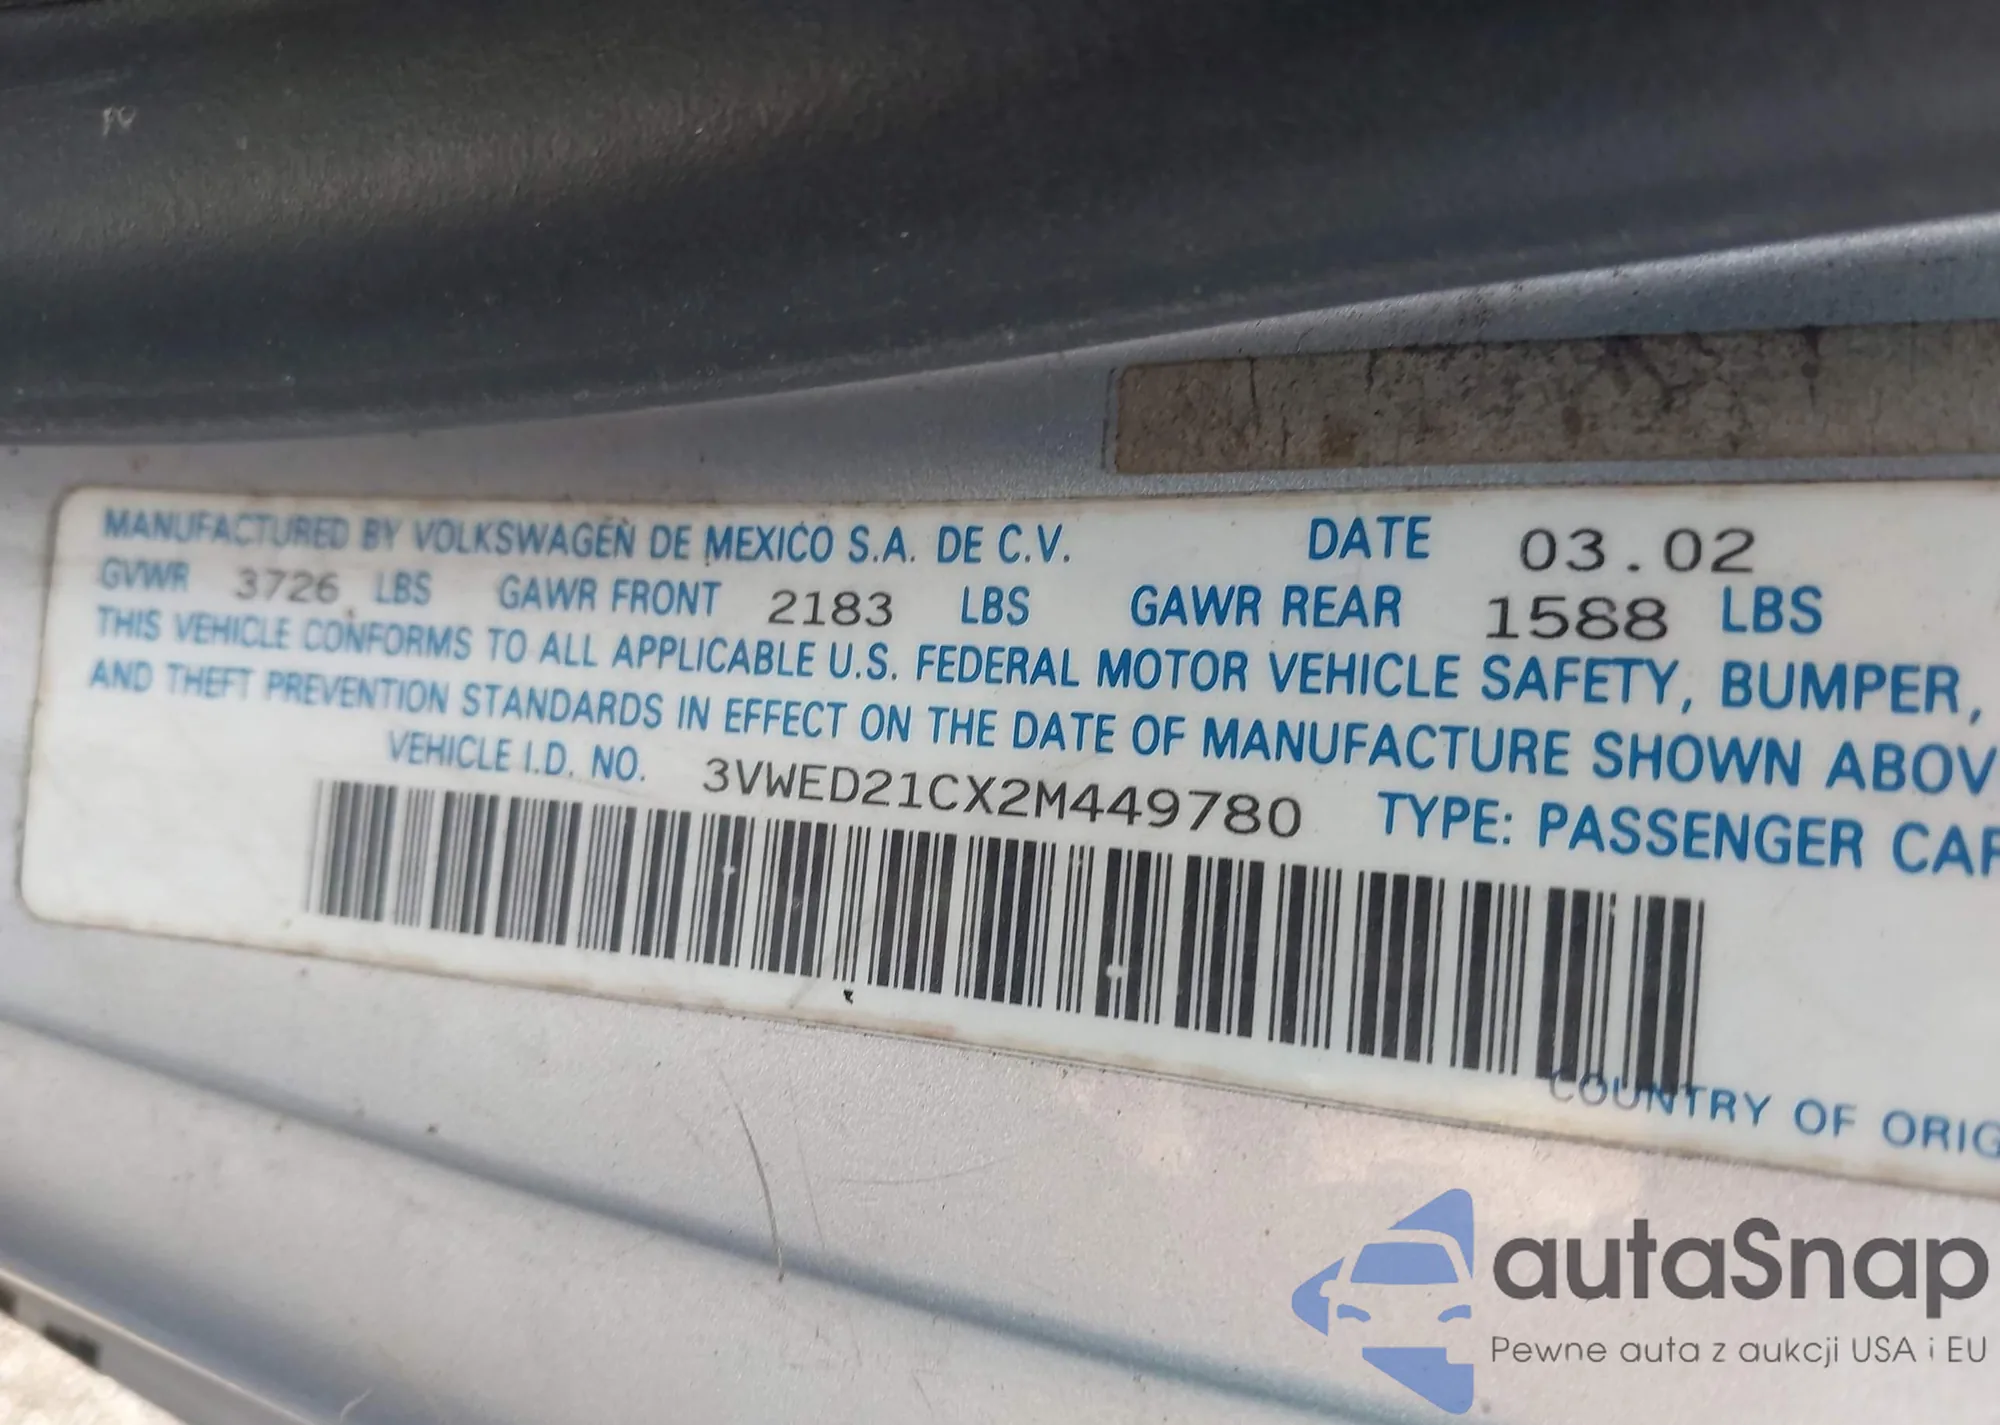 MANUFACTURED BY VOLKSWAGEN DE MEXICO S.A. DE C.V. DATE 03.02
GVWR 3726 LBS GAWR FRONT 2183 LBS GAWR REAR 1588 LBS
THIS VEHICLE CONFORMS TO ALL APPLICABLE U.S. FEDERAL MOTOR VEHICLE SAFETY, BUMPER,
AND THEFT PREVENTION STANDARDS IN EFFECT ON THE DATE OF MANUFACTURE SHOWN ABOV
VEHICLE I.D. NO. 3VWED21CX2M449780 TYPE: PASSENGER CAR
COUNTRY OF ORIG
autaSnap
Pewne auta z aukcji USA i EU